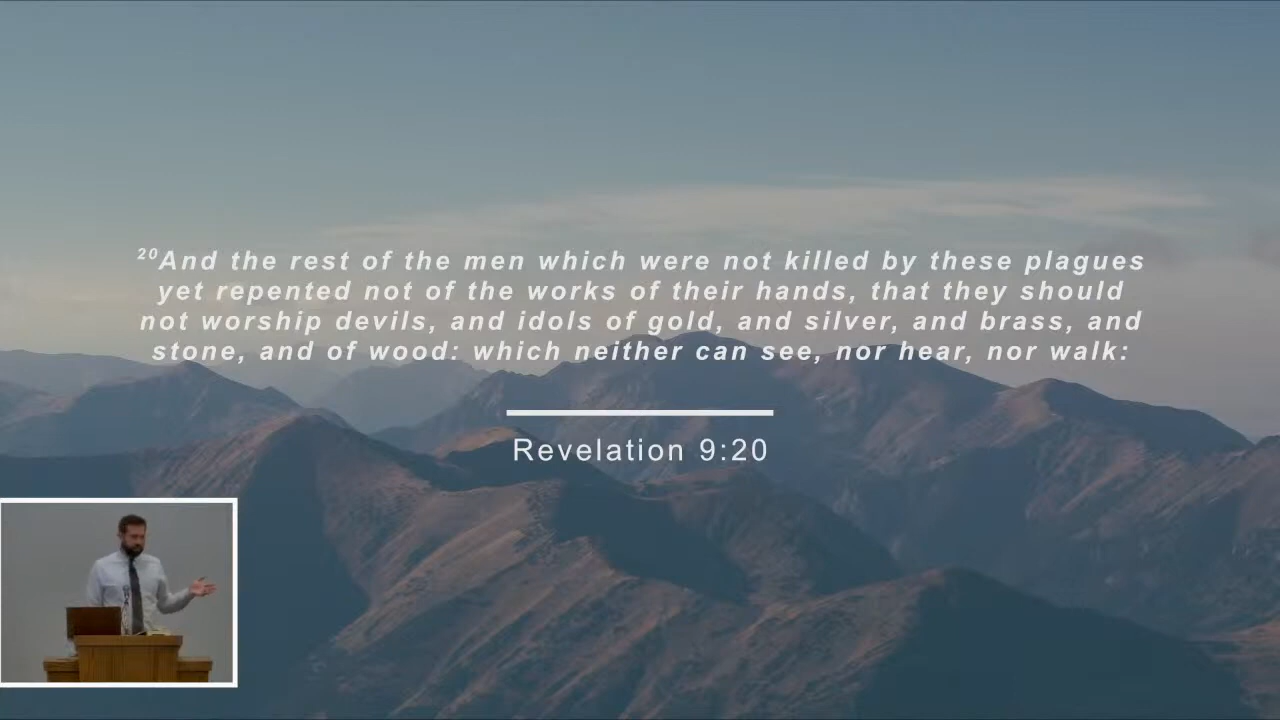 ²⁰And the rest of the men which were not killed by these plagues
yet repented not of the works of their hands, that they should
not worship devils, and idols of gold, and silver, and brass, and
stone, and of wood: which neither can see, nor hear, nor walk:
Revelation 9:20